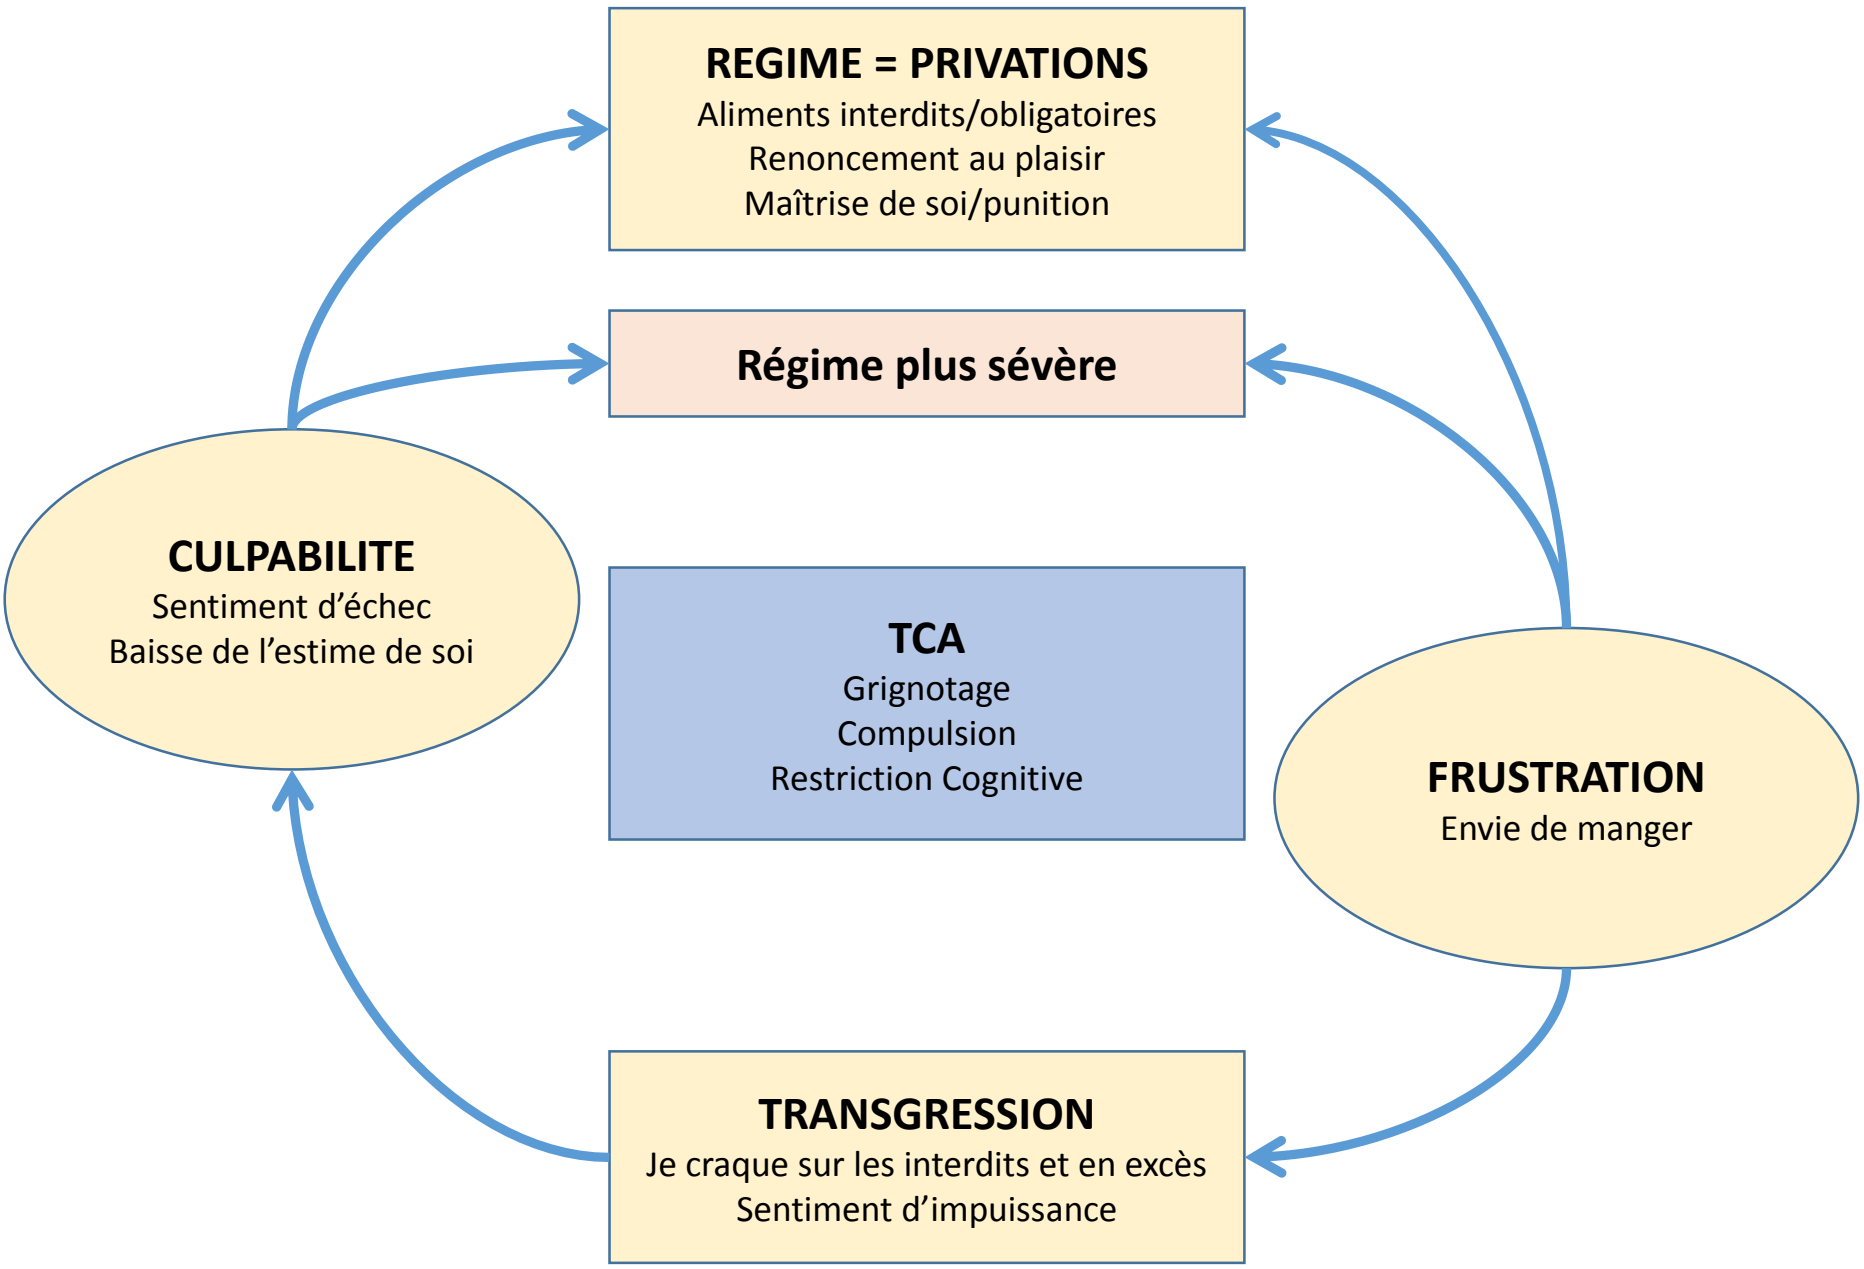 REGIME = PRIVATIONS
Aliments interdits/obligatoires
Renoncement au plaisir
Maîtrise de soi/punition
Régime plus sévère
CULPABILITE
Sentiment d’échec
Baisse de l’estime de soi
TCA
Grignotage
Compulsion
Restriction Cognitive
FRUSTRATION
Envie de manger
TRANSGRESSION
Je craque sur les interdits et en excès
Sentiment d’impuissance